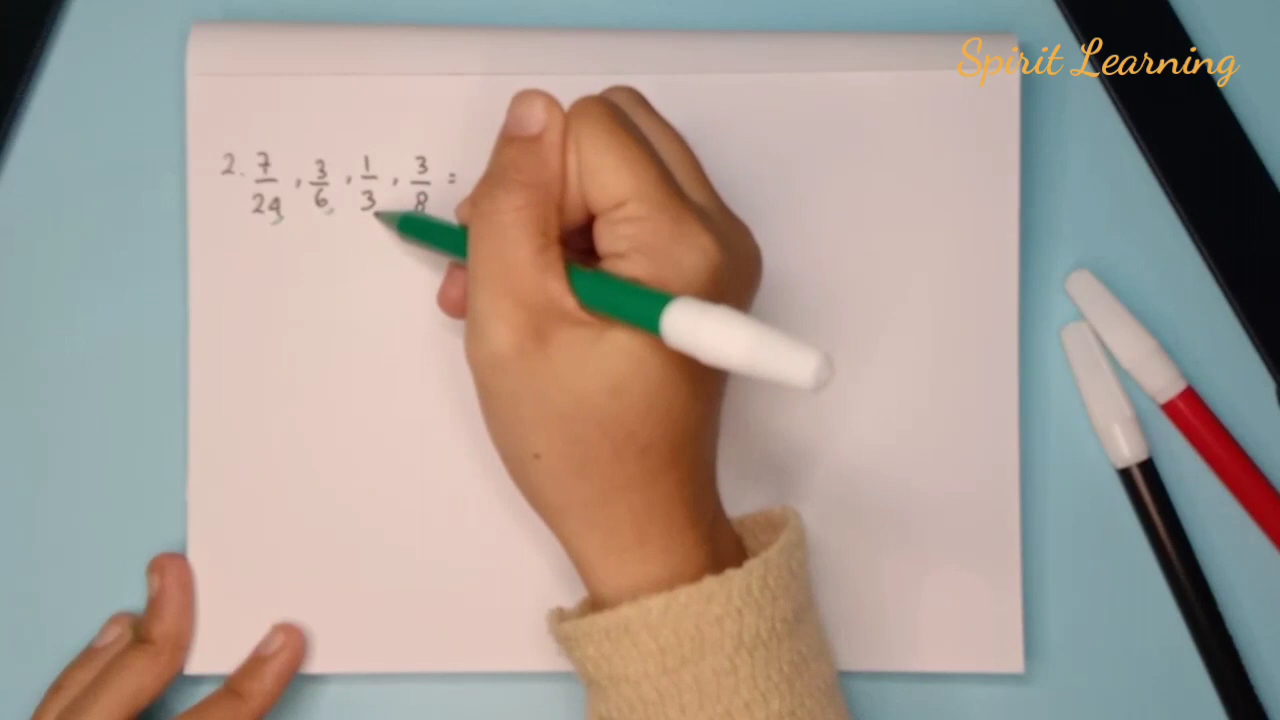 Spirit Learning
2. 7/24, 3/6, 1/3, 3/8 =